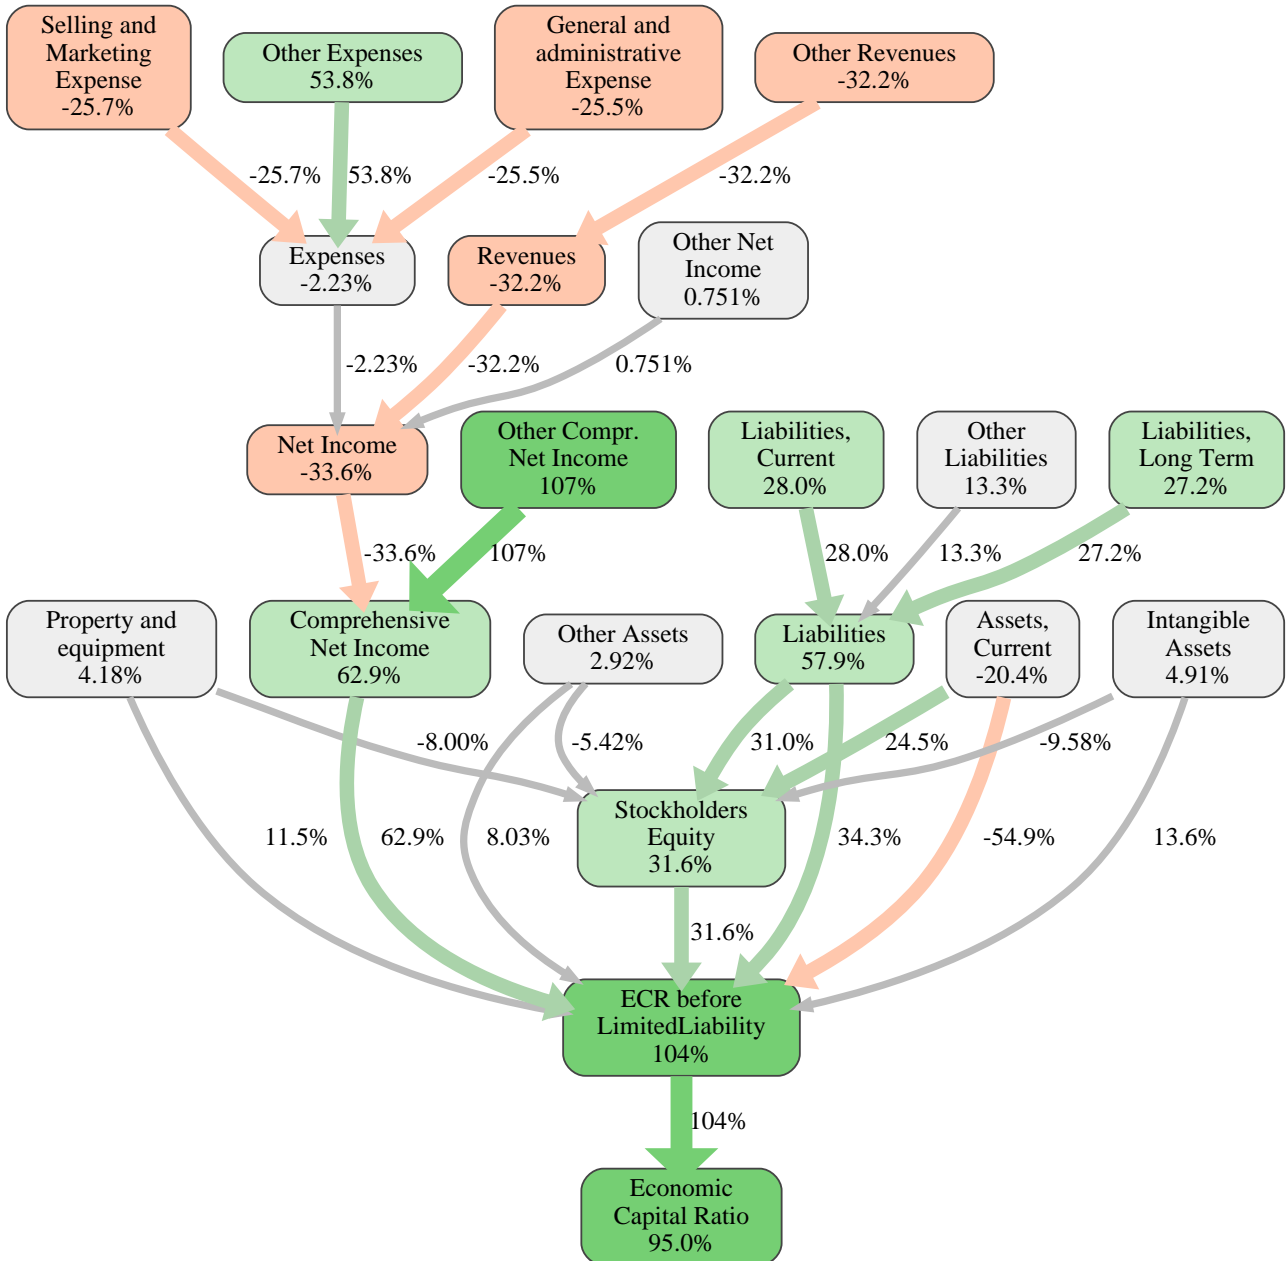 Selling and
Marketing
Expense
-25.7%
Other Expenses
53.8%
General and
administrative
Expense
-25.5%
Other Revenues
-32.2%
-25.7%
53.8%
-25.5%
-32.2%
Expenses
-2.23%
Revenues
-32.2%
Other Net
Income
0.751%
-2.23%
-32.2%
0.751%
Net Income
-33.6%
Other Compr.
Net Income
107%
Liabilities,
Current
28.0%
Other
Liabilities
13.3%
Liabilities,
Long Term
27.2%
-33.6%
107%
28.0%
13.3%
27.2%
Property and
equipment
4.18%
Comprehensive
Net Income
62.9%
Other Assets
2.92%
Liabilities
57.9%
Assets,
Current
-20.4%
Intangible
Assets
4.91%
-8.00%
-5.42%
31.0%
24.5%
-9.58%
Stockholders
Equity
31.6%
11.5%
62.9%
8.03%
34.3%
-54.9%
13.6%
31.6%
ECR before
LimitedLiability
104%
104%
Economic
Capital Ratio
95.0%